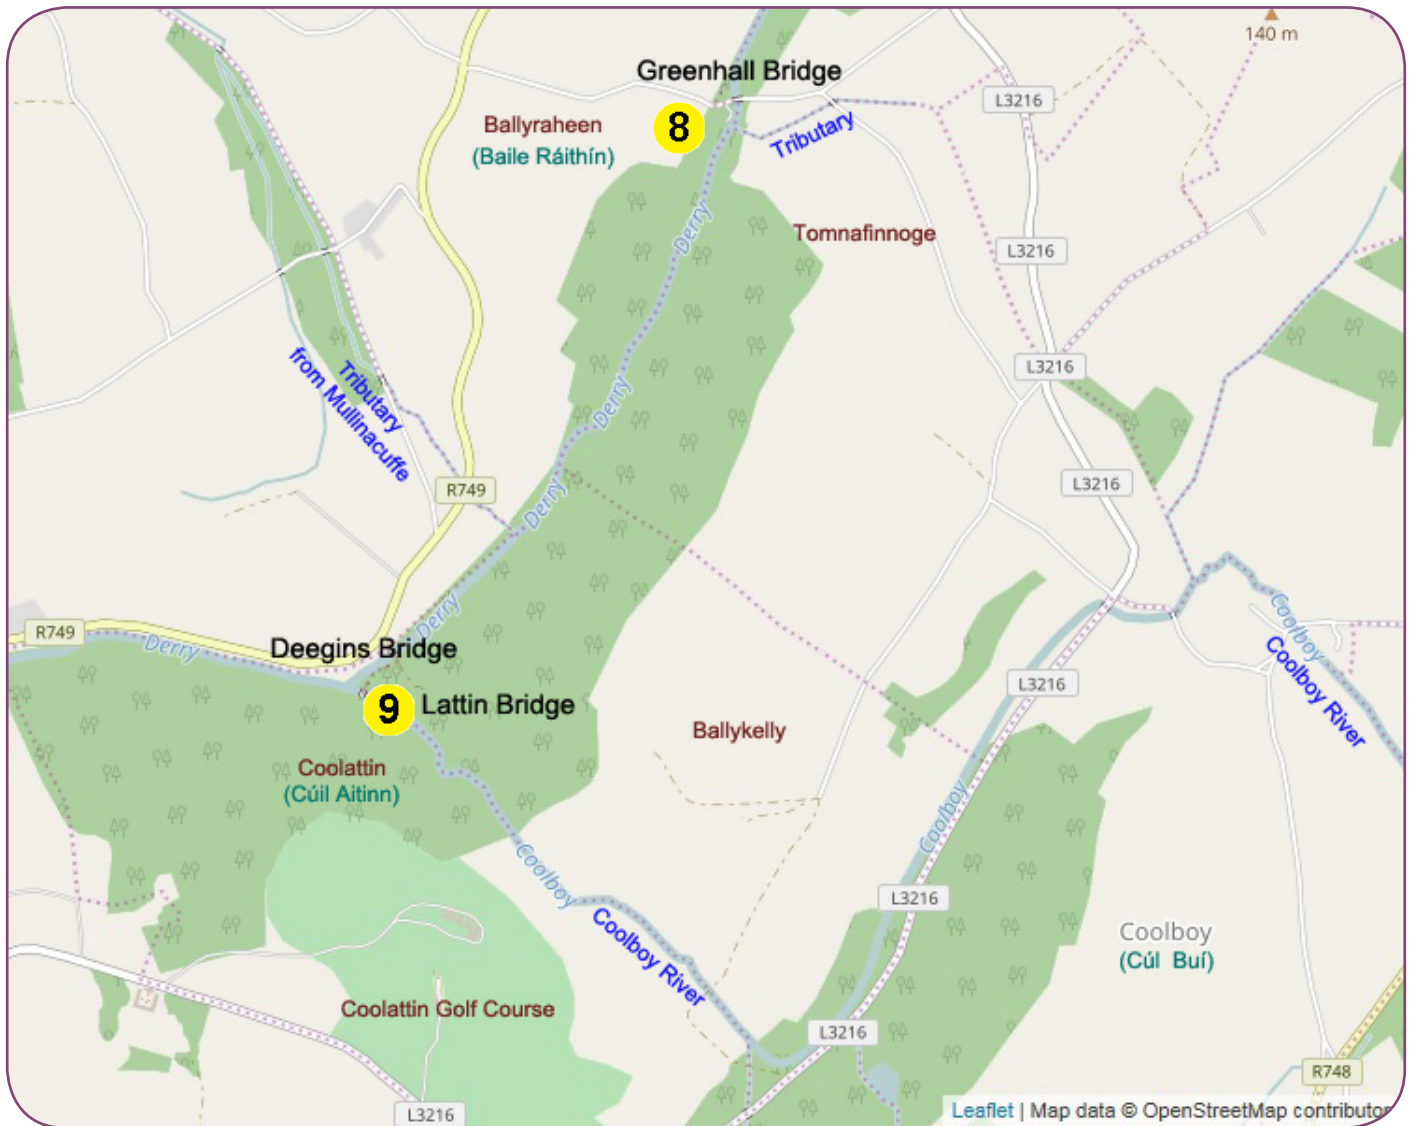 140 m
Greenhall Bridge
8
L3216
Ballyraheen
(Baile Ráithín)
Tributary
Derry
Tomnafinnoge
L3216
Tributary
from Mullinacuffe
L3216
Derry
R749
L3216
Derry
Derry
R749
Derry
Deegins Bridge
Coolboy
Coolboy River
L3216
9
Lattin Bridge
Ballykelly
Coolattin
(Cúil Aitinn)
Coolboy
Coolboy
L3216
Coolboy River
Coolboy
(Cúl Buí)
Coolattin Golf Course
L3216
R748
L3216
Leaflet | Map data © OpenStreetMap contributor